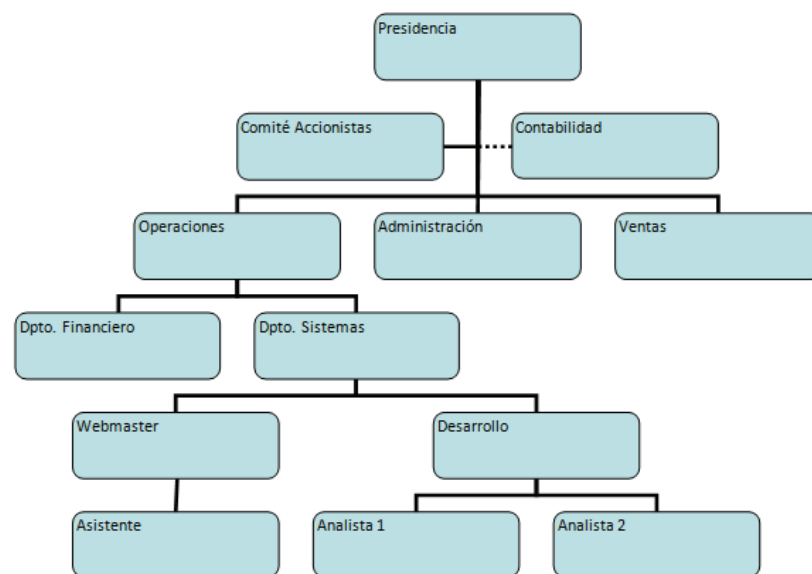 Presidencia
Comité Accionistas
Contabilidad
Operaciones
Administración
Ventas
Dpto. Financiero
Dpto. Sistemas
Webmaster
Desarrollo
Asistente
Analista 1
Analista 2